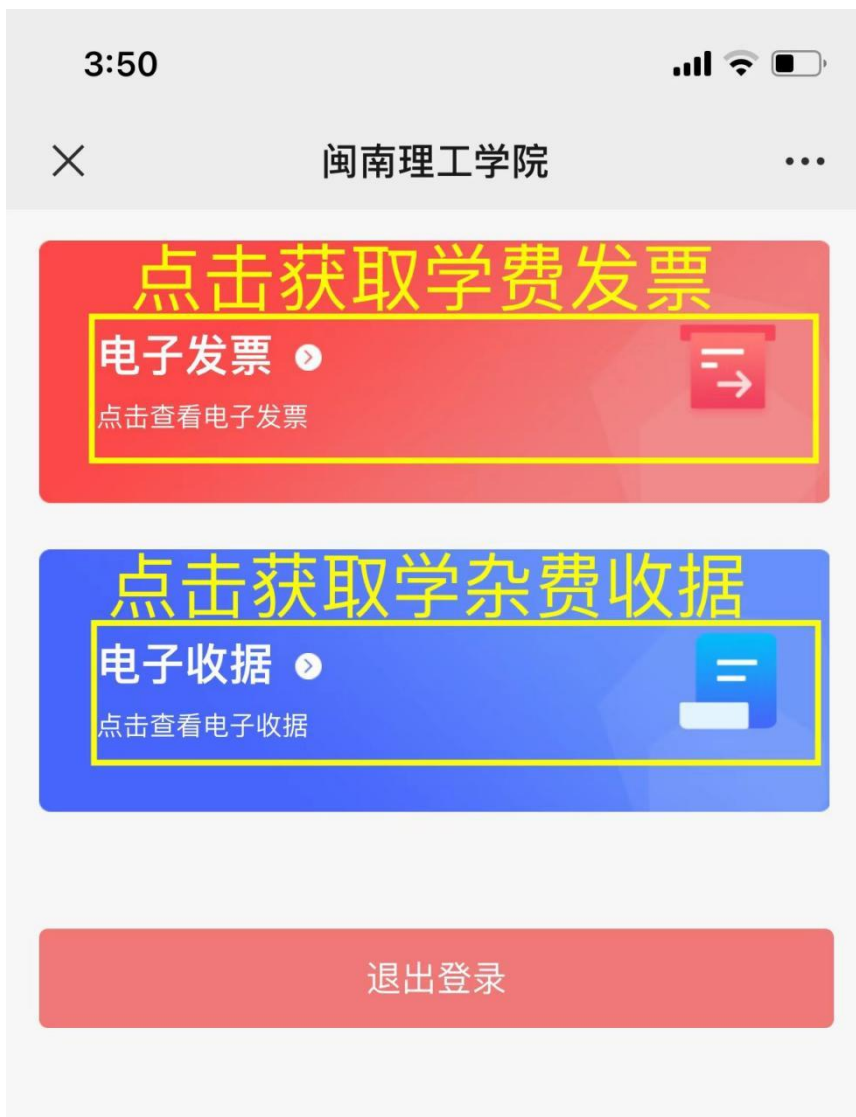 3:50
闽南理工学院
点击获取学费发票
电子发票
点击查看电子发票
点击获取学杂费收据
电子收据
点击查看电子收据
退出登录